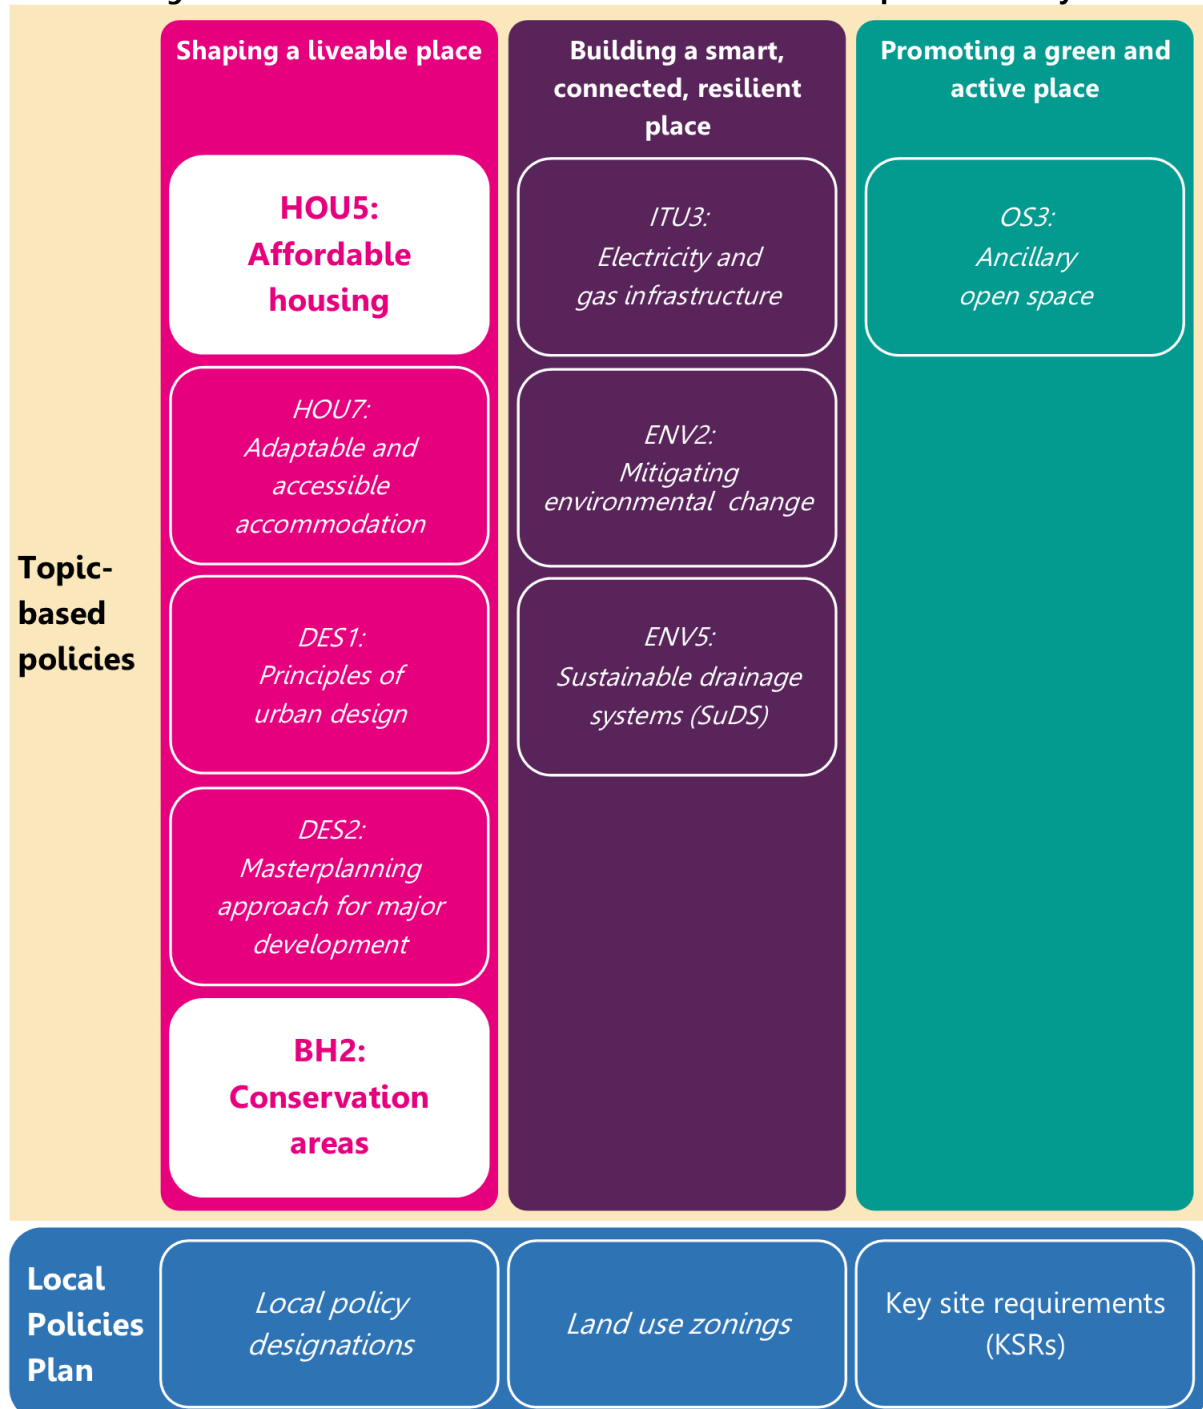 Shaping a liveable place
Building a smart,
connected, resilient
place
Promoting a green and
active place
Topic-
based
policies
HOU5:
Affordable
housing
HOU7:
Adaptable and
accessible
accommodation
DES1:
Principles of
urban design
DES2:
Masterplanning
approach for major
development
BH2:
Conservation
areas
ITU3:
Electricity and
gas infrastructure
ENV2:
Mitigating
environmental change
ENV5:
Sustainable drainage
systems (SuDS)
OS3:
Ancillary
open space
Local
Policies
Plan
Local policy
designations
Land use zonings
Key site requirements
(KSRs)